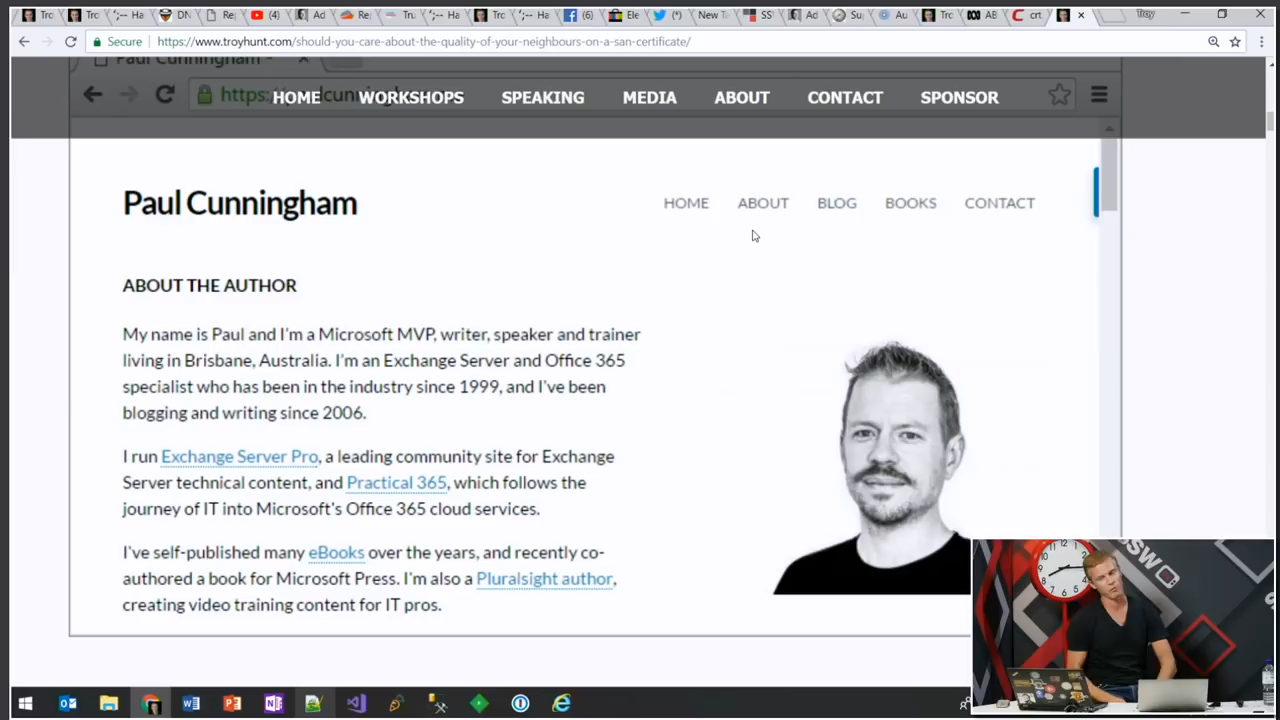 Secure
https://www.troyhunt.com/should-you-care-about-the-quality-of-your-neighbours-on-a-san-certificate/
Troy
Paul Cunningham
HOME WORKSHOPS SPEAKING MEDIA ABOUT CONTACT SPONSOR
Paul Cunningham
HOME ABOUT BLOG BOOKS CONTACT
ABOUT THE AUTHOR
My name is Paul and I'm a Microsoft MVP, writer, speaker and trainer
living in Brisbane, Australia. I'm an Exchange Server and Office 365
specialist who has been in the industry since 1999, and I've been
blogging and writing since 2006.
I run Exchange Server Pro, a leading community site for Exchange
Server technical content, and Practical 365, which follows the
journey of IT into Microsoft's Office 365 cloud services.
I've self-published many eBooks over the years, and recently co-
authored a book for Microsoft Press. I'm also a Pluralsight author,
creating video training content for IT pros.
SSW